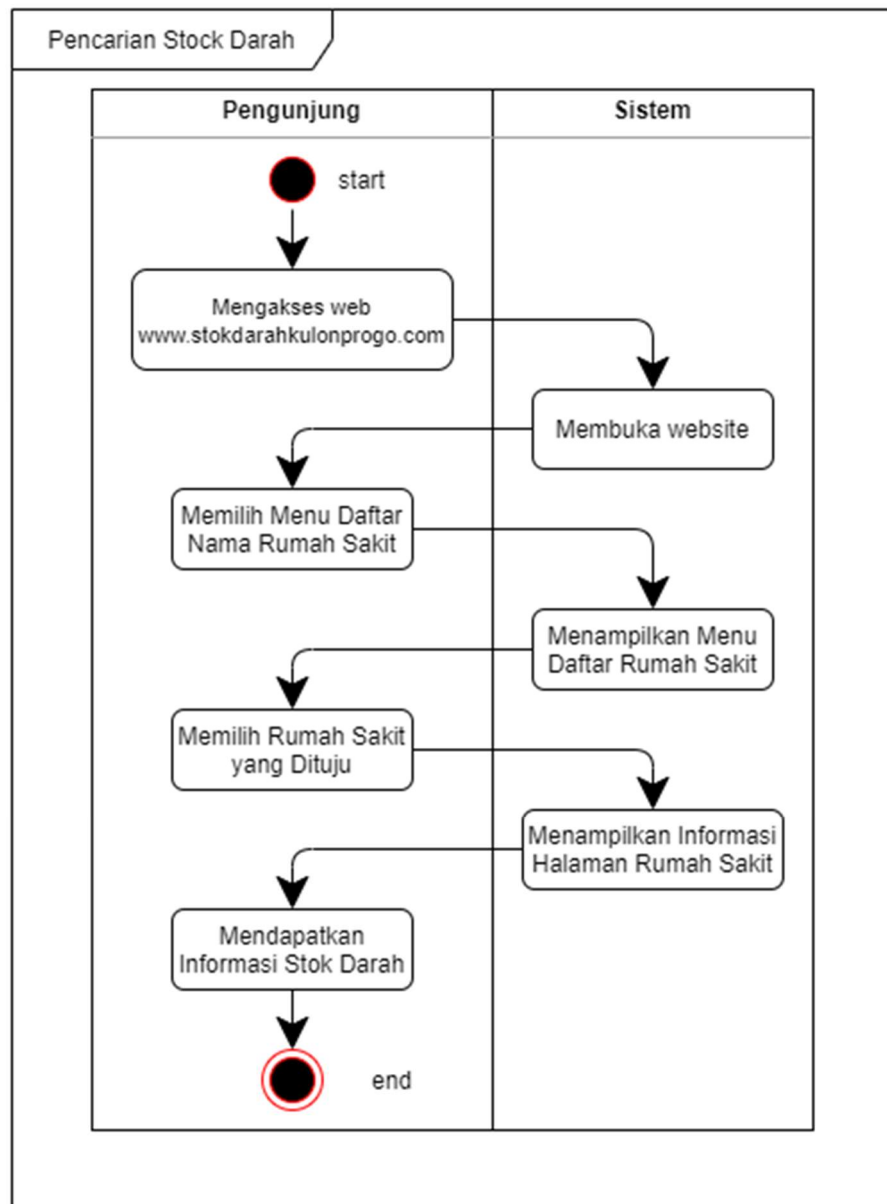 Pencarian Stock Darah
Pengunjung
Sistem
start
Mengakses web
www.stokdarahkulonprogo.com
Membuka website
Memilih Menu Daftar
Nama Rumah Sakit
Menampilkan Menu
Daftar Rumah Sakit
Memilih Rumah Sakit
yang Dituju
Menampilkan Informasi
Halaman Rumah Sakit
Mendapatkan
Informasi Stok Darah
end